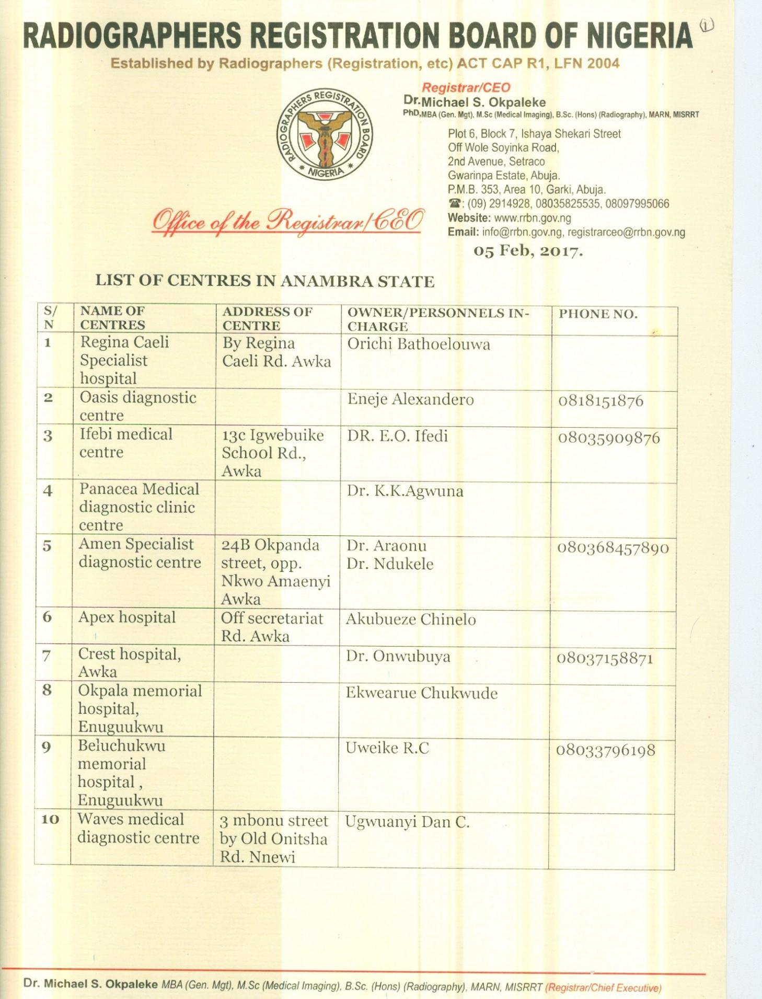 RADIOGRAPHERS REGISTRATION BOARD OF NIGERIA
1
Established by Radiographers (Registration, etc) ACT CAP R1, LFN 2004
RADIOGRAPHERS REGISTRATION BOARD
NIGERIA
Registrar/CEO
Dr. Michael S. Okpaleke
PhD, MBA (Gen. Mgt), M.Sc (Medical Imaging), B.Sc. (Hons) (Radiography), MARN, MISRRT
Plot 6, Block 7, Ishaya Shekari Street
Off Wole Soyinka Road,
2nd Avenue, Setraco
Gwarinpa Estate, Abuja.
P.M.B. 353, Area 10, Garki, Abuja.
☎: (09) 2914928, 08035825535, 08097995066
Website: www.rrbn.gov.ng
Email: info@rrbn.gov.ng, registrarceo@rrbn.gov.ng
Office of the Registrar/CEO
05 Feb, 2017.
LIST OF CENTRES IN ANAMBRA STATE
S/ NAME OF ADDRESS OF OWNER/PERSONNELS IN- PHONE NO.
N CENTRES CENTRE CHARGE
1 Regina Caeli By Regina Orichi Bathoelouwa
Specialist Caeli Rd. Awka
hospital
2 Oasis diagnostic Eneje Alexandero 0818151876
centre
3 Ifebi medical 13c Igwebuike DR. E.O. Ifedi 08035909876
centre School Rd.,
Awka
4 Panacea Medical Dr. K.K.Agwuna
diagnostic clinic
centre
5 Amen Specialist 24B Okpanda Dr. Araonu 080368457890
diagnostic centre street, opp. Dr. Ndukele
Nkwo Amaenyi
Awka
6 Apex hospital Off secretariat Akubueze Chinelo
Rd. Awka
7 Crest hospital, Dr. Onwubuya 08037158871
Awka
8 Okpala memorial Ekwearue Chukwude
hospital,
Enuguukwu
9 Beluchukwu Uweike R.C 08033796198
memorial
hospital ,
Enuguukwu
10 Waves medical 3 mbonu street Ugwuanyi Dan C.
diagnostic centre by Old Onitsha
Rd. Nnewi
Dr. Michael S. Okpaleke MBA (Gen. Mgt), M.Sc (Medical Imaging), B.Sc. (Hons) (Radiography), MARN, MISRRT (Registrar/Chief Executive)